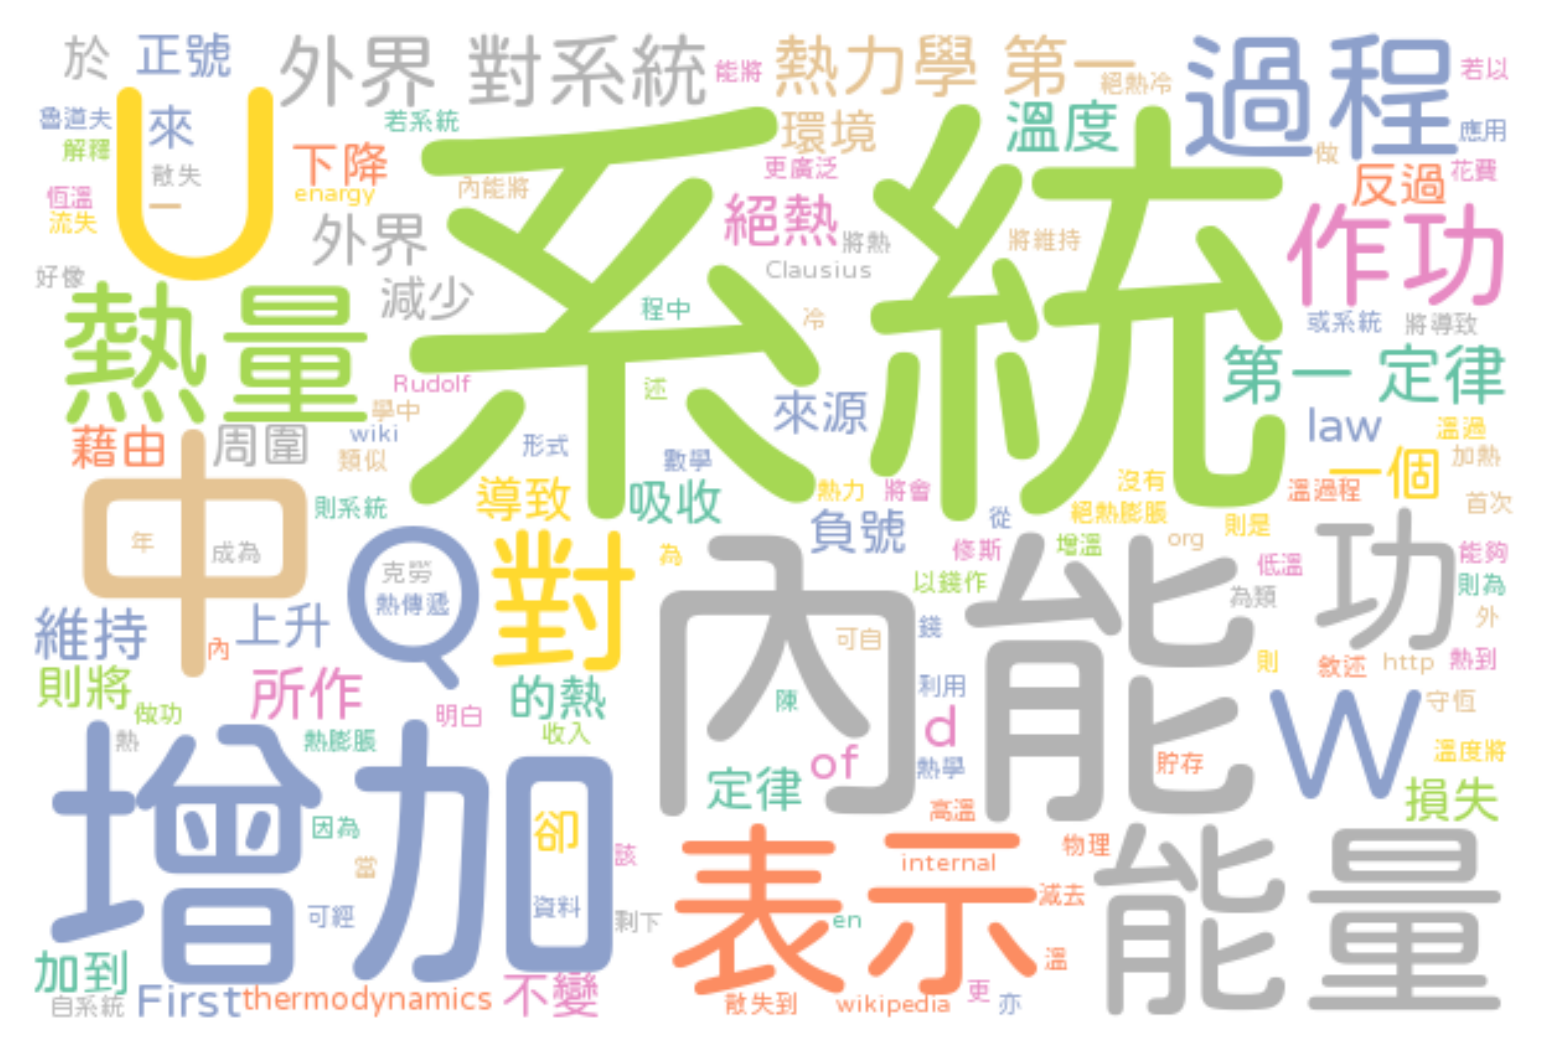 於 正號 外界 對系統 能將 熱力學 第一 絕熱冷 過程 若以
魯道夫 U 來 若系統 環境 溫度 應用
解釋 散失 下降 系統 更廣泛 做 反過 花費
恆溫 一 enargy 內能將 絕熱 將熱 將維持 作功
流失 外界 Clausius
好像 減少 程中 冷 或系統 將導致
熱量 Rudolf 述 來源 第一 定律
學中 law 溫過
藉由 周圍 wiki 形式 數學 一個 加熱
類似 導致 吸收 熱力 將會 沒有 溫過程 首次
中 則系統 負號 從 絕熱膨脹 則是
年 成為 Q 對 為 修斯 增溫 org 功 能夠
克勞 內能 以錢作 低溫 則為
熱傳遞 為類 外
維持 內 上升 可自 錢 則 敘述 http 熱到
則將 做功 所作 明白 的熱 陳 利用 W 守恆
熱 熱膨脹 收入 of d 溫度將
增加 定律 熱學 貯存 損失
因為 卻 高溫
當 該 表示 internal 物理 能量
可經 資料 剩下 en 減去
加到 溫
自系統 First thermodynamics 不變 散失到 wikipedia 更 亦